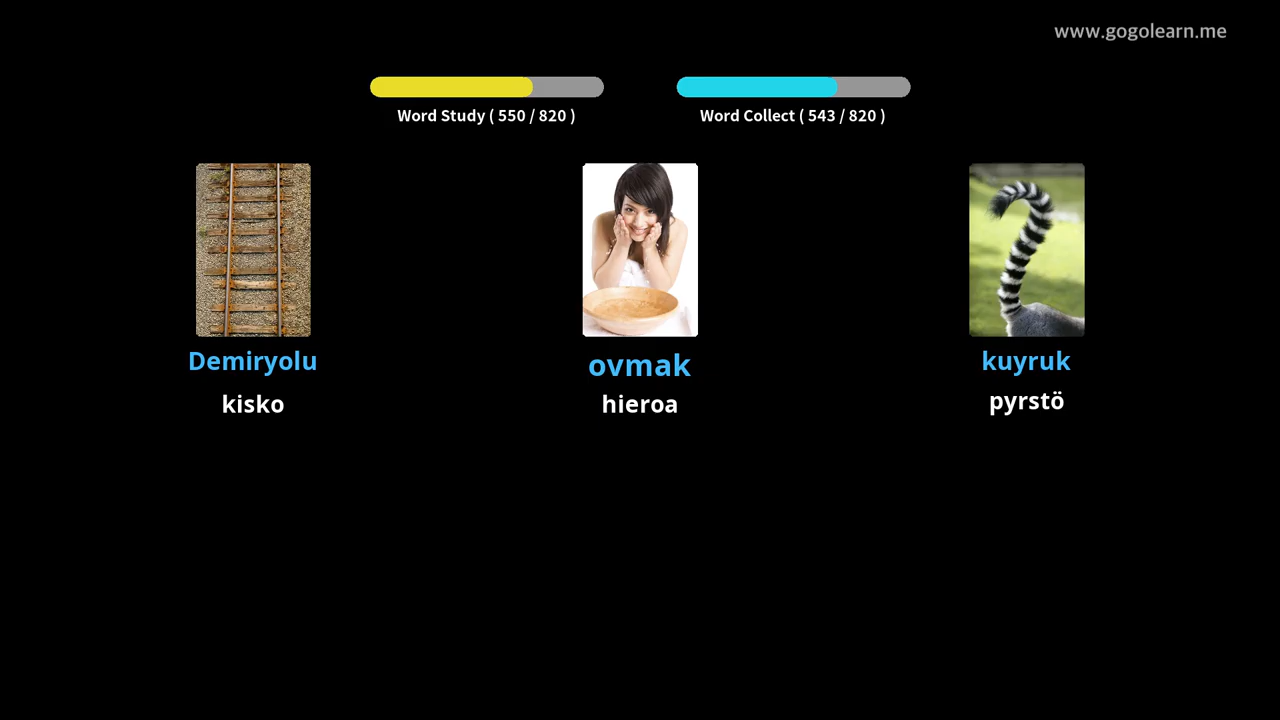 www.gogolearn.me
Word Study ( 550 / 820 )
Word Collect ( 543 / 820 )
Demiryolu
kisko
ovmak
hieroa
kuyruk
pyrstö